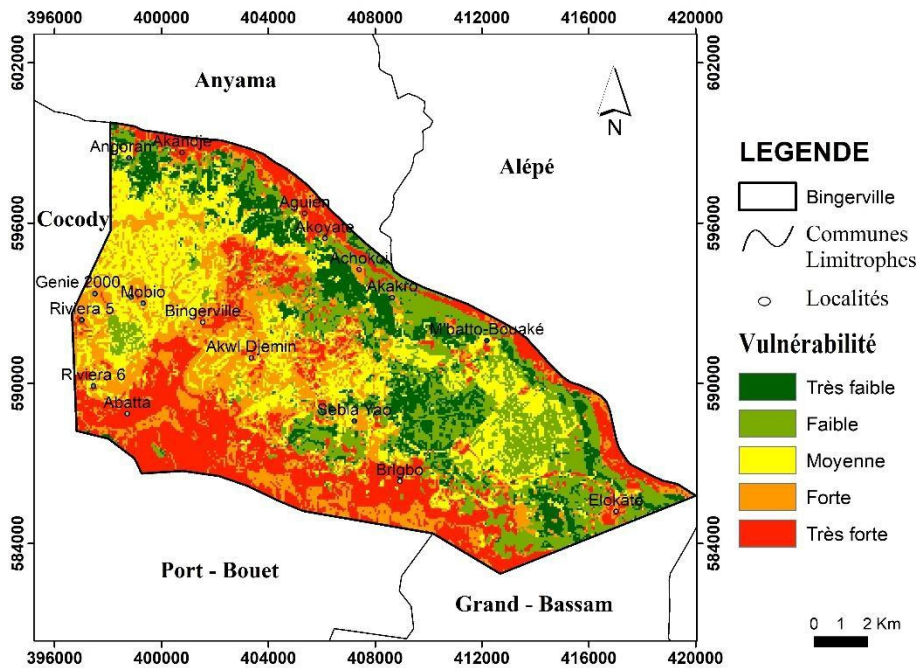 396000 400000 404000 408000 412000 416000 420000
602000 602000
Anyama
N
Alépé
Angoran Akandje
Aguien
Cocody
596000 596000
Akoyate
Achokoi
Genie 2000
Mobio
Akakro
Riviera 5
Bingerville
M'batto-Bouaké
Akwl Djemin
Riviera 6
590000 590000
Abatta
Sebia Yao
Brigbo
Elokaté
584000 584000
Port - Bouet
Grand - Bassam
396000 400000 404000 408000 412000 416000 420000
LEGENDE
Bingerville
Communes
Limitrophes
Localités
Vulnérabilité
Très faible
Faible
Moyenne
Forte
Très forte
0 1 2 Km